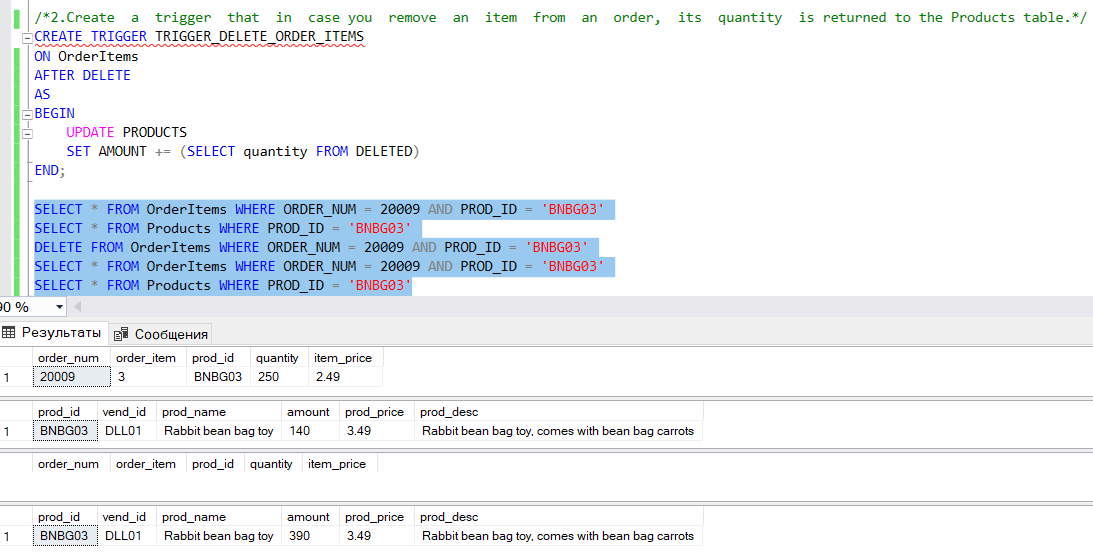 /*2.Create a trigger that in case you remove an item from an order, its quantity is returned to the Products table.*/
CREATE TRIGGER TRIGGER_DELETE_ORDER_ITEMS
ON OrderItems
AFTER DELETE
AS
BEGIN
UPDATE PRODUCTS
SET AMOUNT += (SELECT quantity FROM DELETED)
END;
SELECT * FROM OrderItems WHERE ORDER_NUM = 20009 AND PROD_ID = 'BNBG03'
SELECT * FROM Products WHERE PROD_ID = 'BNBG03'
DELETE FROM OrderItems WHERE ORDER_NUM = 20009 AND PROD_ID = 'BNBG03'
SELECT * FROM OrderItems WHERE ORDER_NUM = 20009 AND PROD_ID = 'BNBG03'
SELECT * FROM Products WHERE PROD_ID = 'BNBG03'
90 %
Результаты Сообщения
order_num order_item prod_id quantity item_price
1 20009 3 BNBG03 250 2.49
prod_id vend_id prod_name amount prod_price prod_desc
1 BNBG03 DLL01 Rabbit bean bag toy 140 3.49 Rabbit bean bag toy, comes with bean bag carrots
order_num order_item prod_id quantity item_price
prod_id vend_id prod_name amount prod_price prod_desc
1 BNBG03 DLL01 Rabbit bean bag toy 390 3.49 Rabbit bean bag toy, comes with bean bag carrots